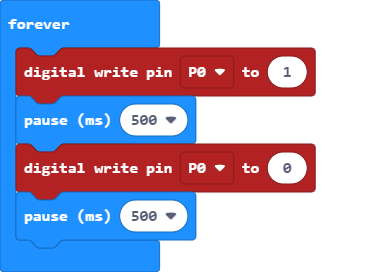 forever
digital write pin P0 to 1
pause (ms) 500
digital write pin P0 to 0
pause (ms) 500